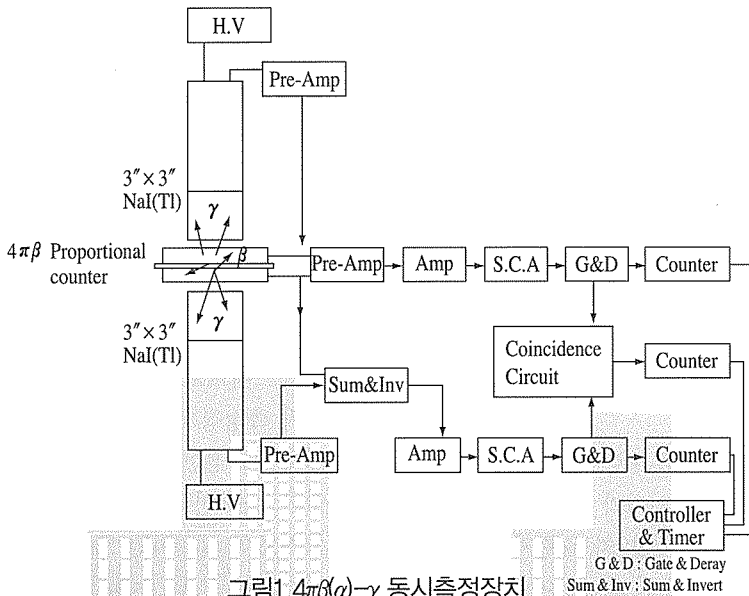 H.V
Pre-Amp
3″×3″
NaI(Tl)
γ
4πβ Proportional
counter
β
Pre-Amp
Amp
S.C.A
G&D
Counter
γ
3″×3″
NaI(Tl)
Coincidence
Circuit
Counter
Sum&Inv
Pre-Amp
Amp
S.C.A
G&D
Counter
H.V
Controller
& Timer
G & D : Gate & Deray
Sum & Inv : Sum & Invert
그림1 4πβ(α)-γ 동시측정장치